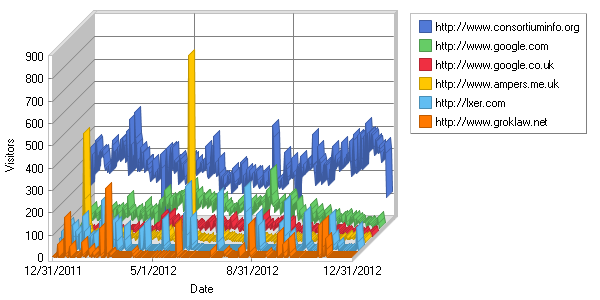 http://www.consortiuminfo.org
http://www.google.com
http://www.google.co.uk
http://www.ampers.me.uk
http://lxer.com
http://www.groklaw.net
Visitors
900
800
700
600
500
400
300
200
100
0
12/31/2011 5/1/2012 8/31/2012 12/31/2012
Date